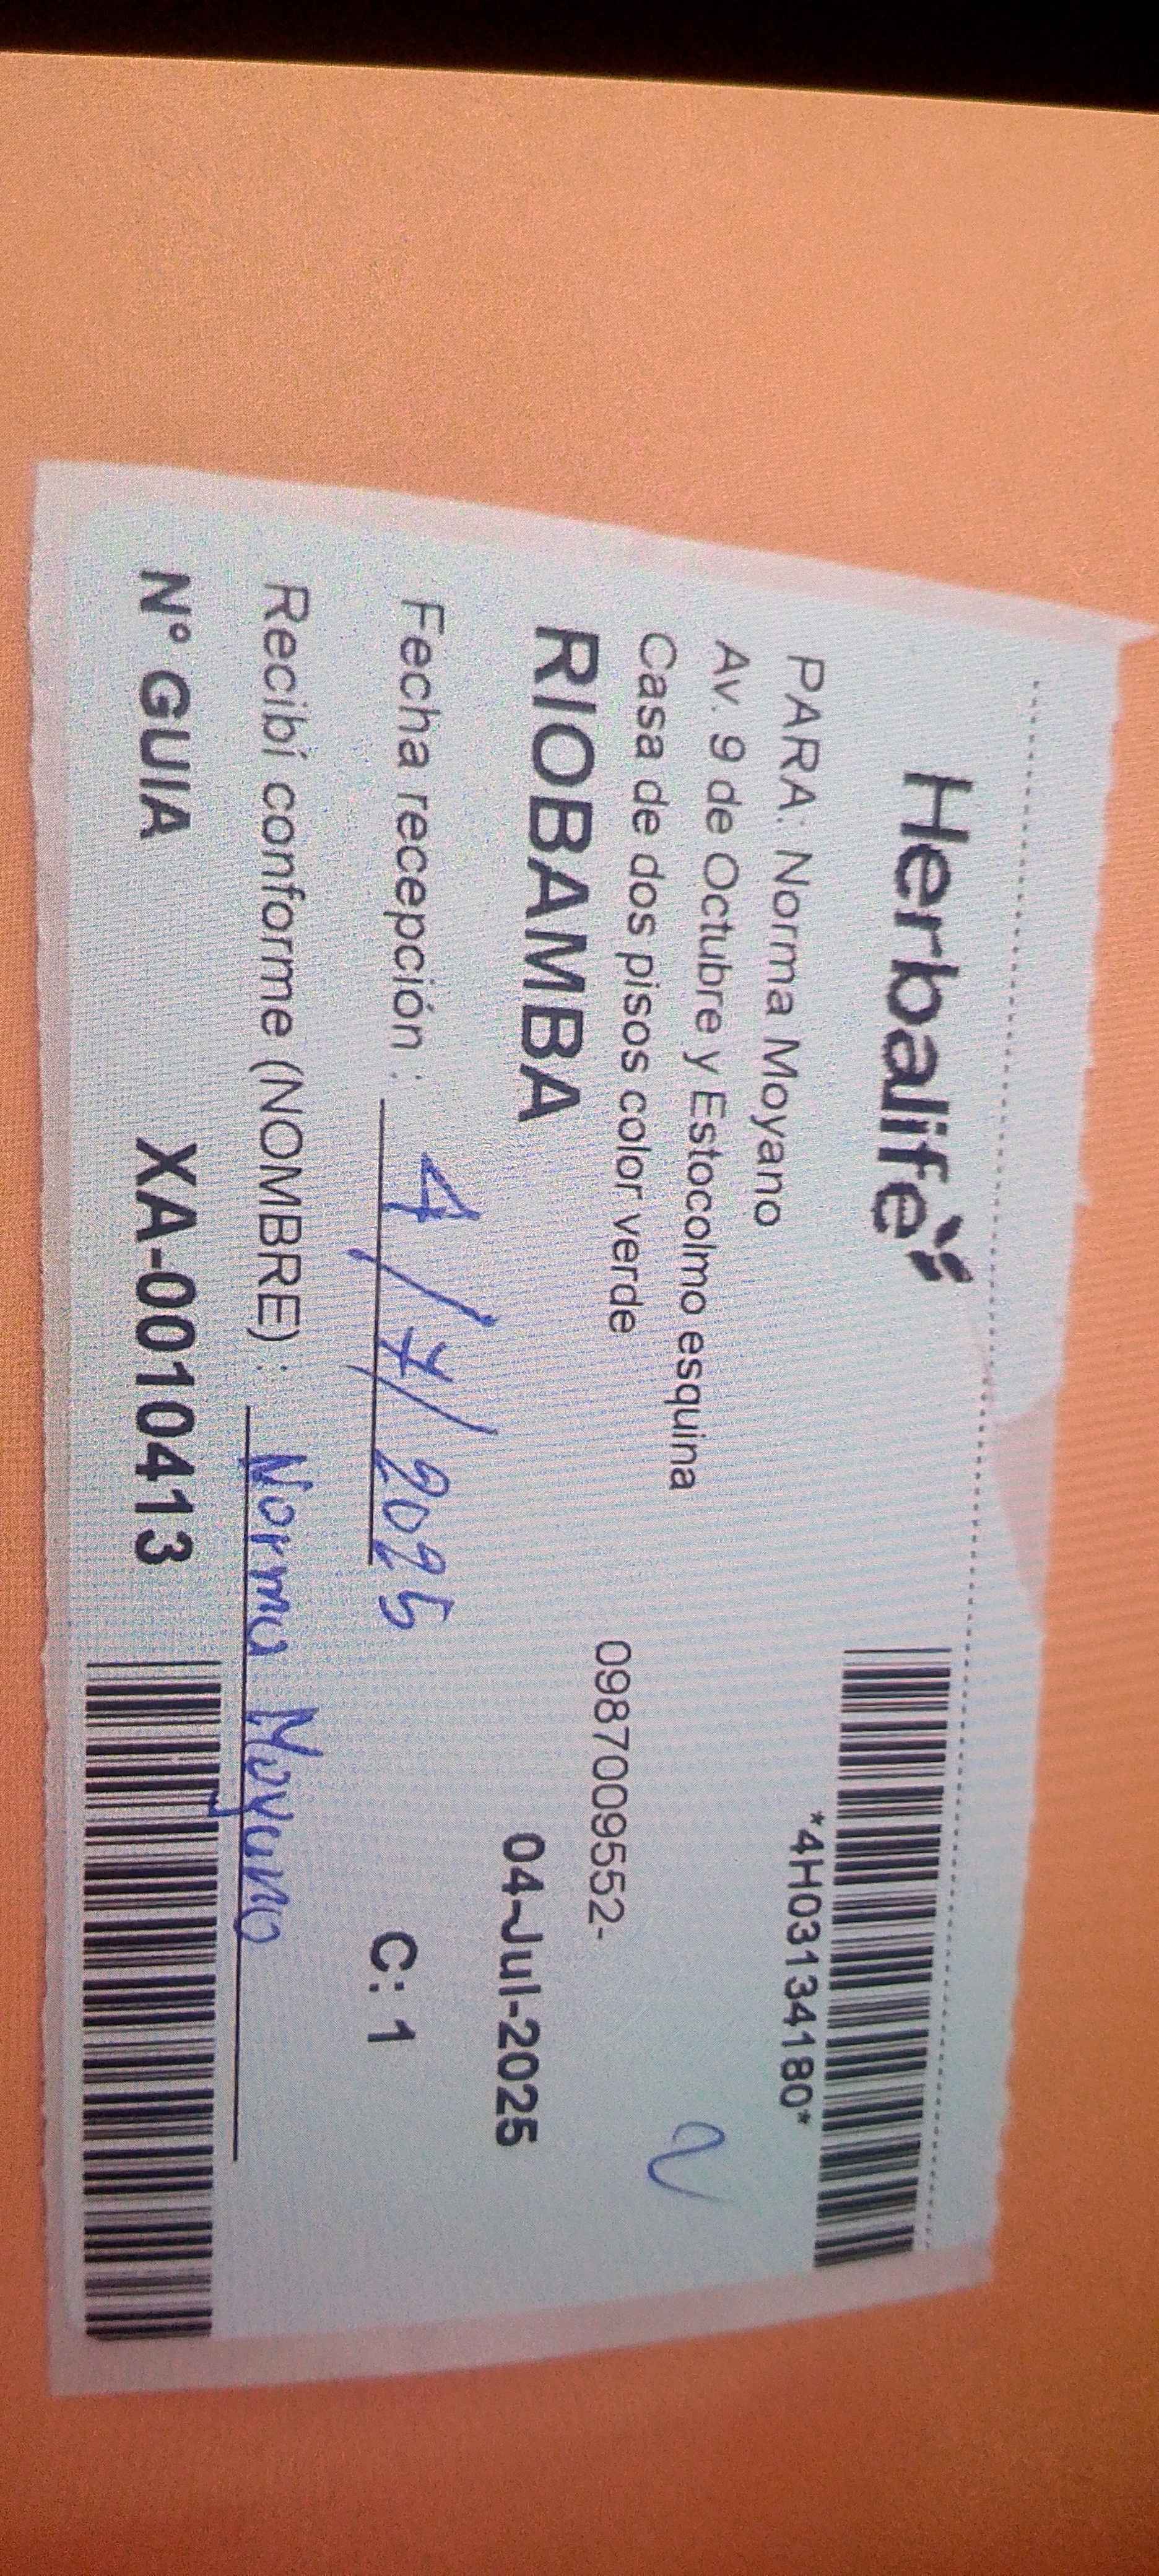 Herbalife
*4H03134180*
PARA: Norma Moyano
Av. 9 de Octubre y Estocolmo esquina
Casa de dos pisos color verde
0987009552-
RIOBAMBA
04-Jul-2025
Fecha recepción : 4/7/2025
C: 1
Recibí conforme (NOMBRE) : Norma Moyano
N° GUIA XA-0010413